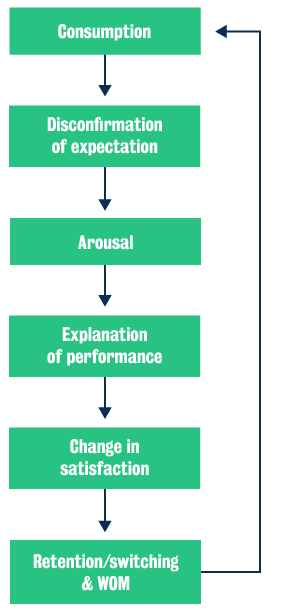 Consumption
Disconfirmation
of expectation
Arousal
Explanation
of performance
Change in
satisfaction
Retention/switching
& WOM